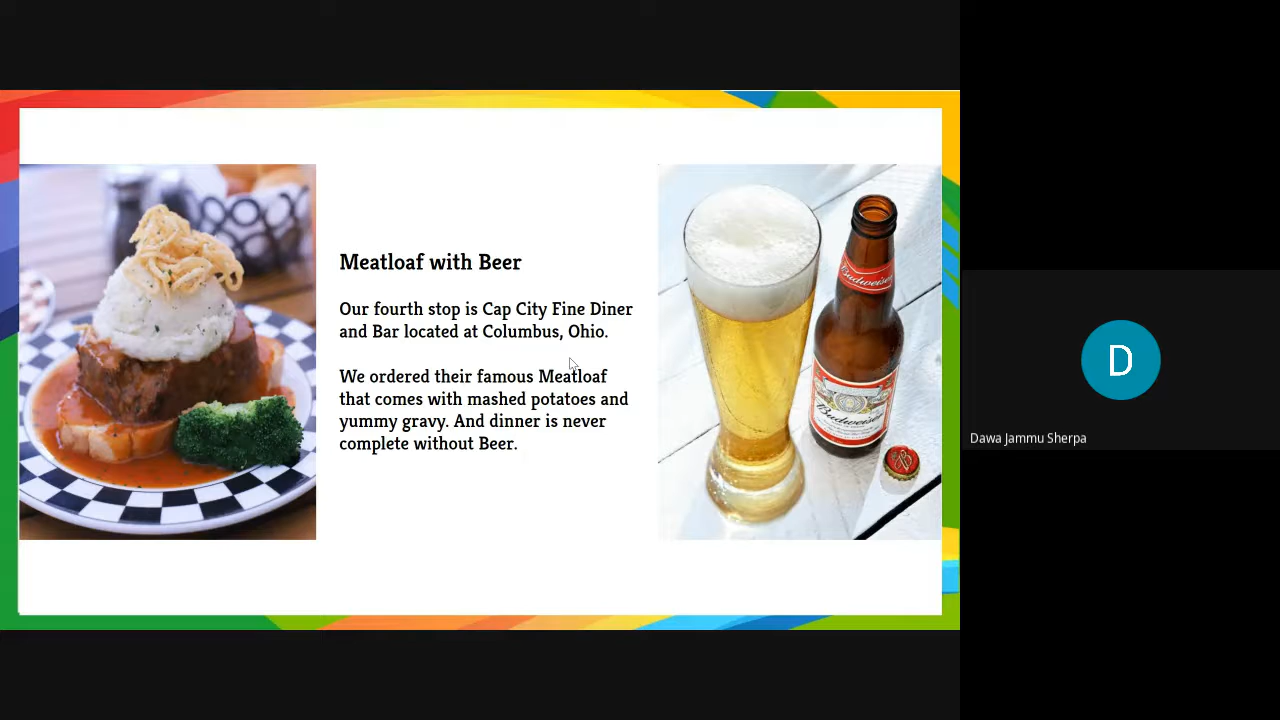 Meatloaf with Beer
Our fourth stop is Cap City Fine Diner
and Bar located at Columbus, Ohio.
We ordered their famous Meatloaf
that comes with mashed potatoes and
yummy gravy. And dinner is never
complete without Beer.
Budweiser
Budweiser
D
Dawa Jammu Sherpa